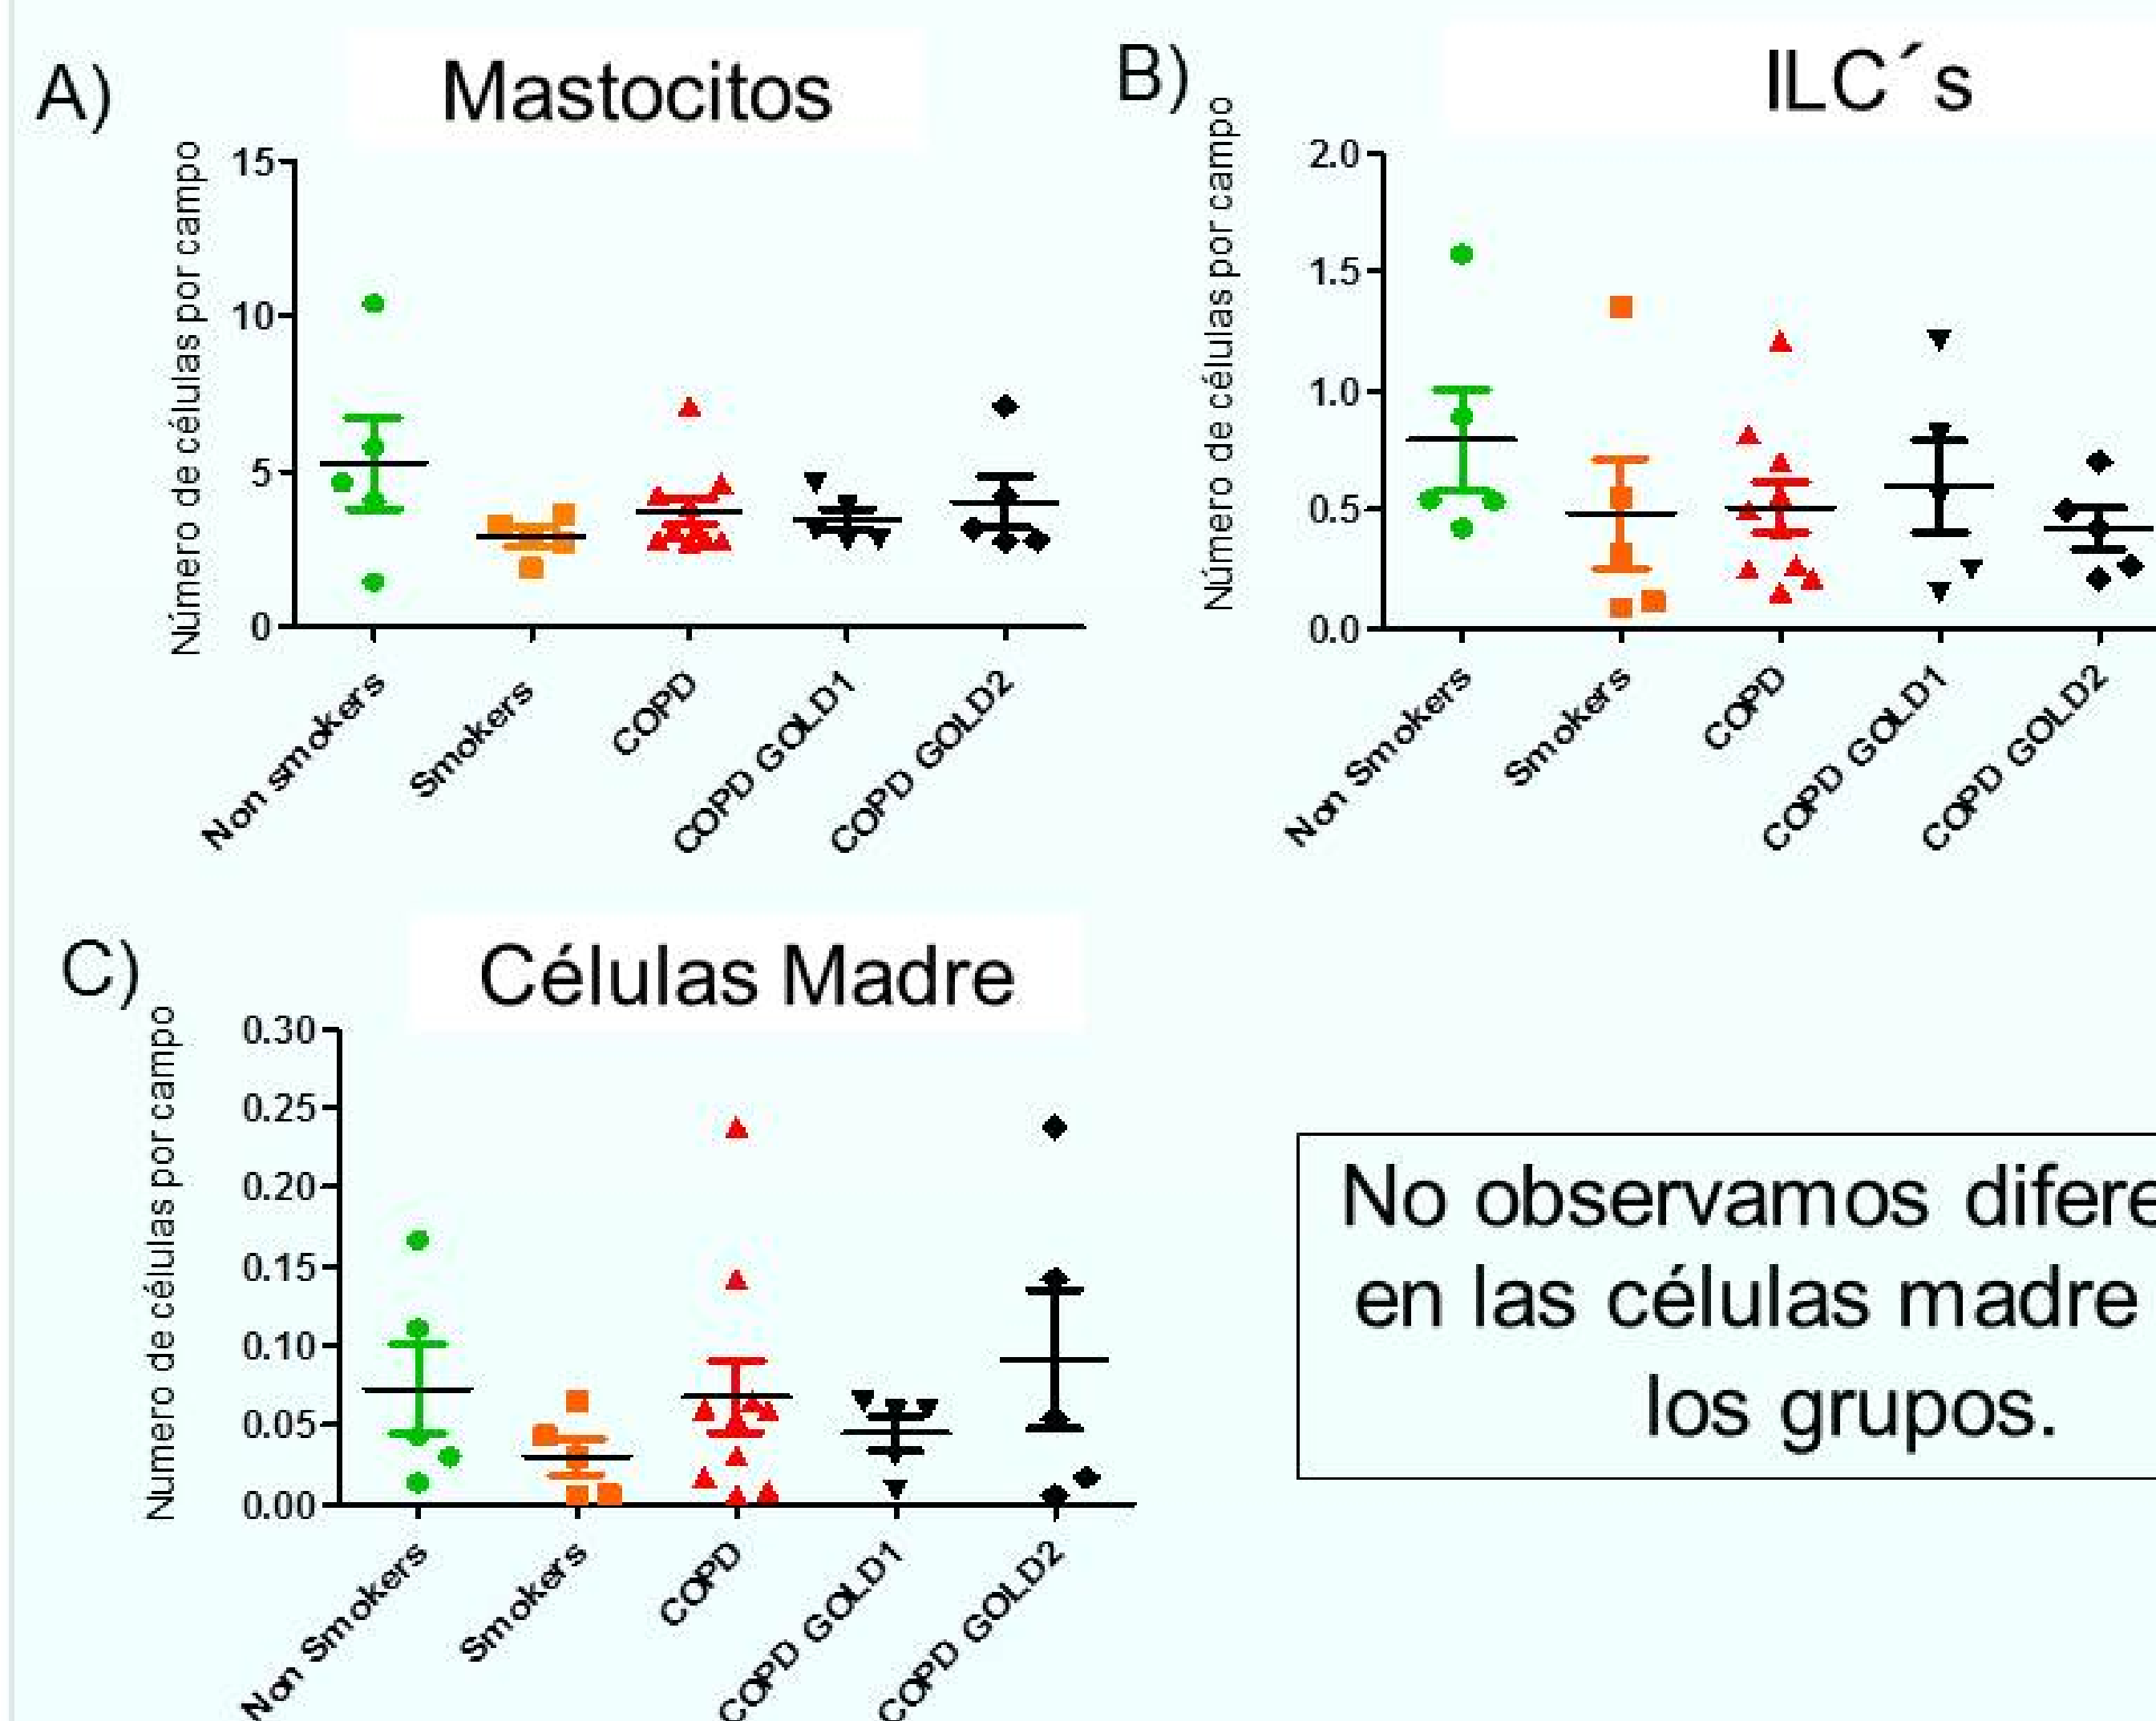 A)
Mastocitos
Número de células por campo
15
10
5
0
Non smokers
Smokers
COPD
COPD GOLD1
COPD GOLD2
B)
ILC´s
Número de células por campo
2.0
1.5
1.0
0.5
0.0
Non Smokers
Smokers
COPD
COPD GOLD1
COPD GOLD2
C)
Células Madre
Numero de células por campo
0.30
0.25
0.20
0.15
0.10
0.05
0.00
Non Smokers
Smokers
COPD
COPD GOLD1
COPD GOLD2
No observamos difere
en las células madre
los grupos.